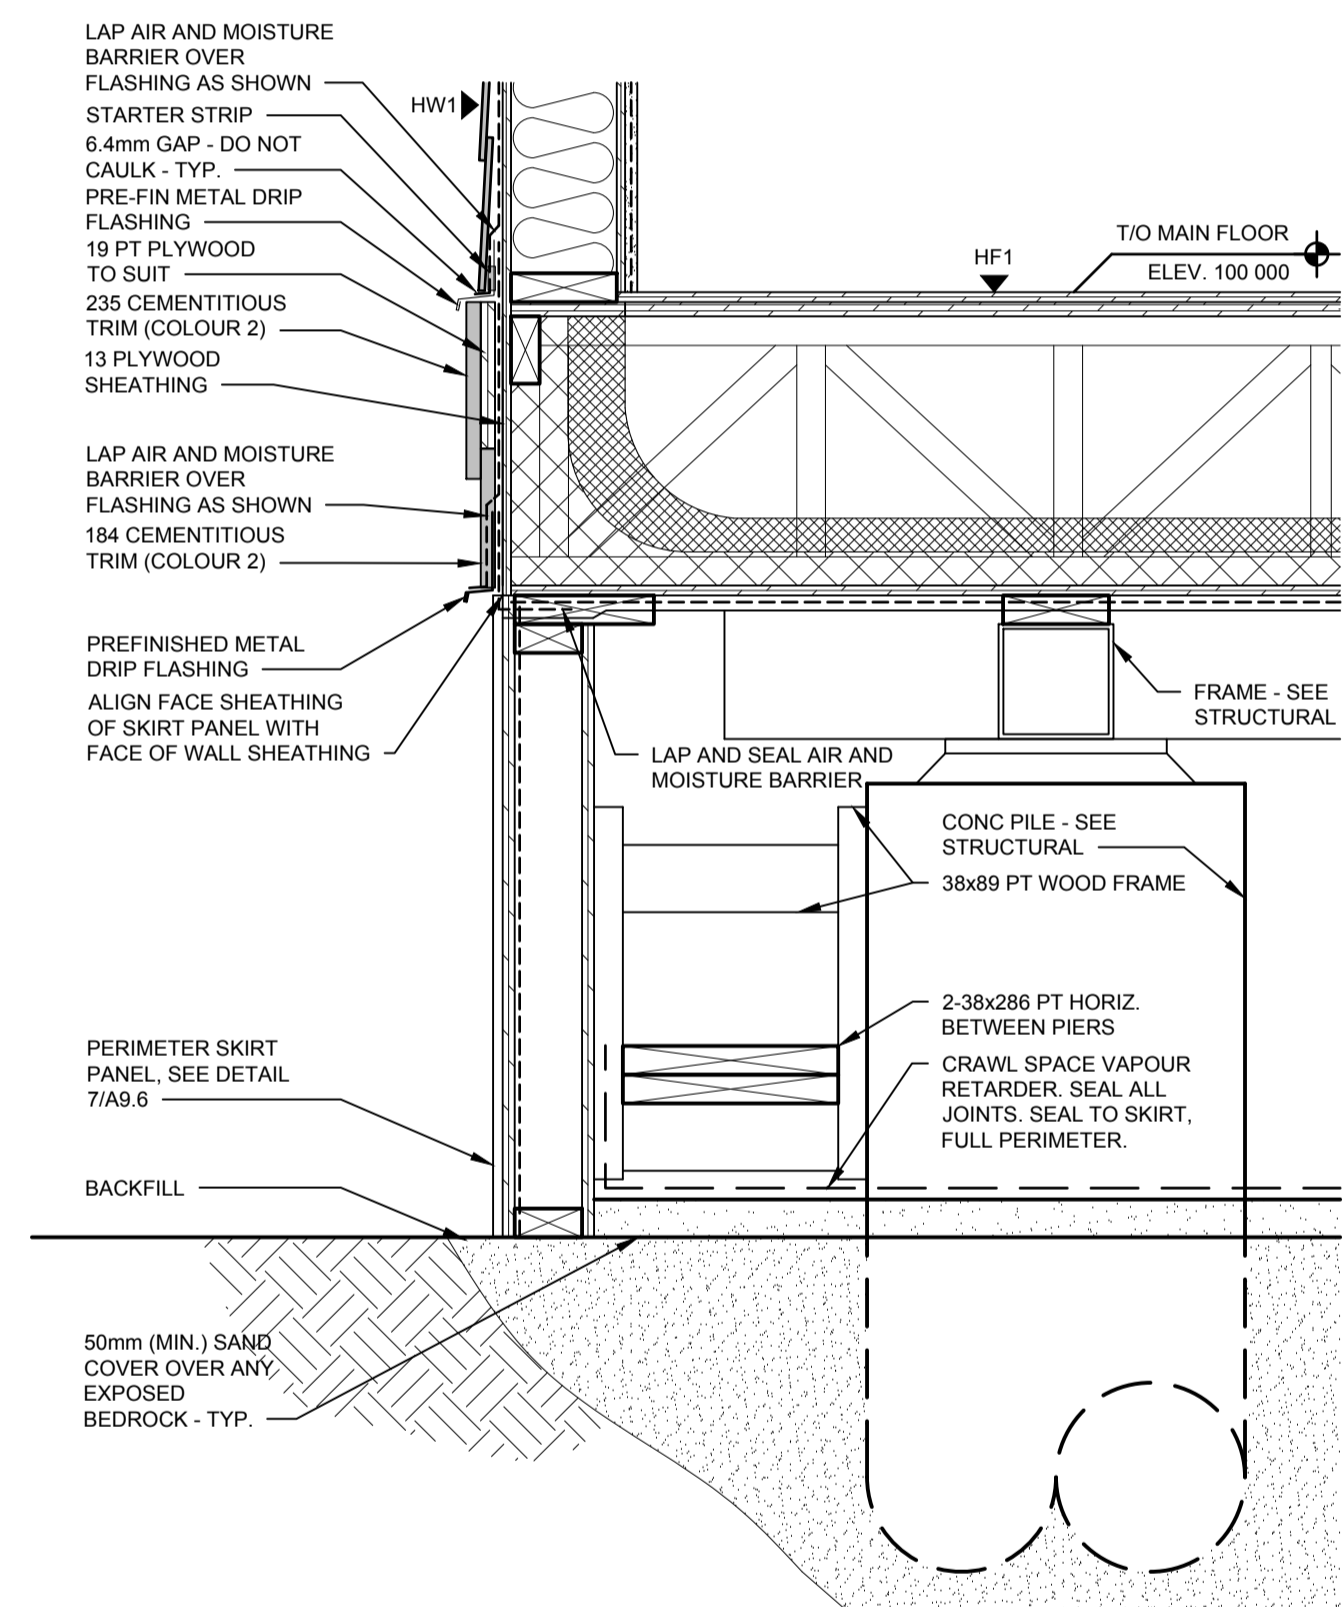 LAP AIR AND MOISTURE
BARRIER OVER
FLASHING AS SHOWN
STARTER STRIP
6.4mm GAP - DO NOT
CAULK - TYP.
PRE-FIN METAL DRIP
FLASHING
19 PT PLYWOOD
TO SUIT
235 CEMENTITIOUS
TRIM (COLOUR 2)
13 PLYWOOD
SHEATHING
LAP AIR AND MOISTURE
BARRIER OVER
FLASHING AS SHOWN
184 CEMENTITIOUS
TRIM (COLOUR 2)
PREFINISHED METAL
DRIP FLASHING
ALIGN FACE SHEATHING
OF SKIRT PANEL WITH
FACE OF WALL SHEATHING
PERIMETER SKIRT
PANEL, SEE DETAIL
7/A9.6
BACKFILL
50mm (MIN.) SAND
COVER OVER ANY
EXPOSED
BEDROCK - TYP.
HW1
HF1
T/O MAIN FLOOR
ELEV. 100 000
FRAME - SEE
STRUCTURAL
LAP AND SEAL AIR AND
MOISTURE BARRIER
CONC PILE - SEE
STRUCTURAL
38x89 PT WOOD FRAME
2-38x286 PT HORIZ.
BETWEEN PIERS
CRAWL SPACE VAPOUR
RETARDER. SEAL ALL
JOINTS. SEAL TO SKIRT,
FULL PERIMETER.